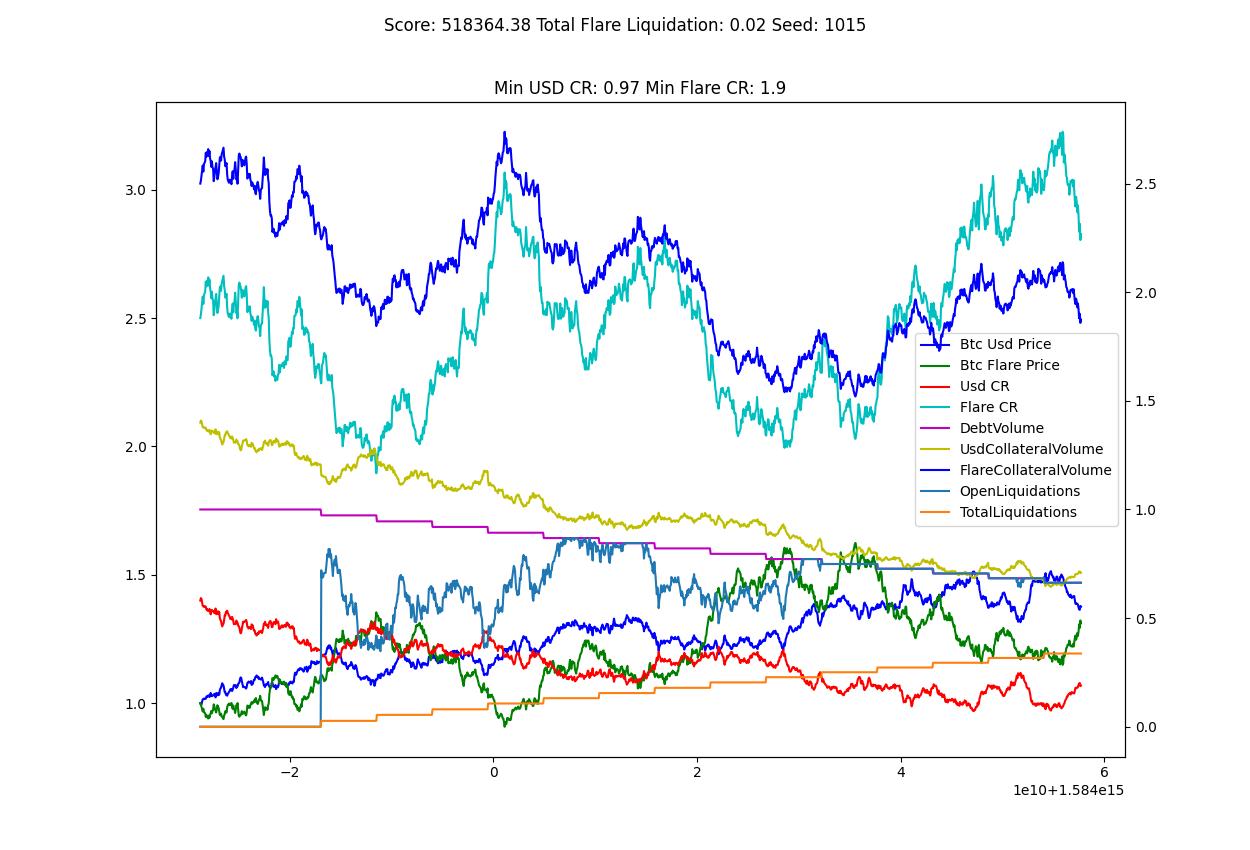 Score: 518364.38 Total Flare Liquidation: 0.02 Seed: 1015
Min USD CR: 0.97 Min Flare CR: 1.9
3.0
2.5
2.0
1.5
1.0
2.5
2.0
1.5
1.0
0.5
0.0
Btc Usd Price
Btc Flare Price
Usd CR
Flare CR
DebtVolume
UsdCollateralVolume
FlareCollateralVolume
OpenLiquidations
TotalLiquidations
−2 0 2 4 6
1e10+1.584e15